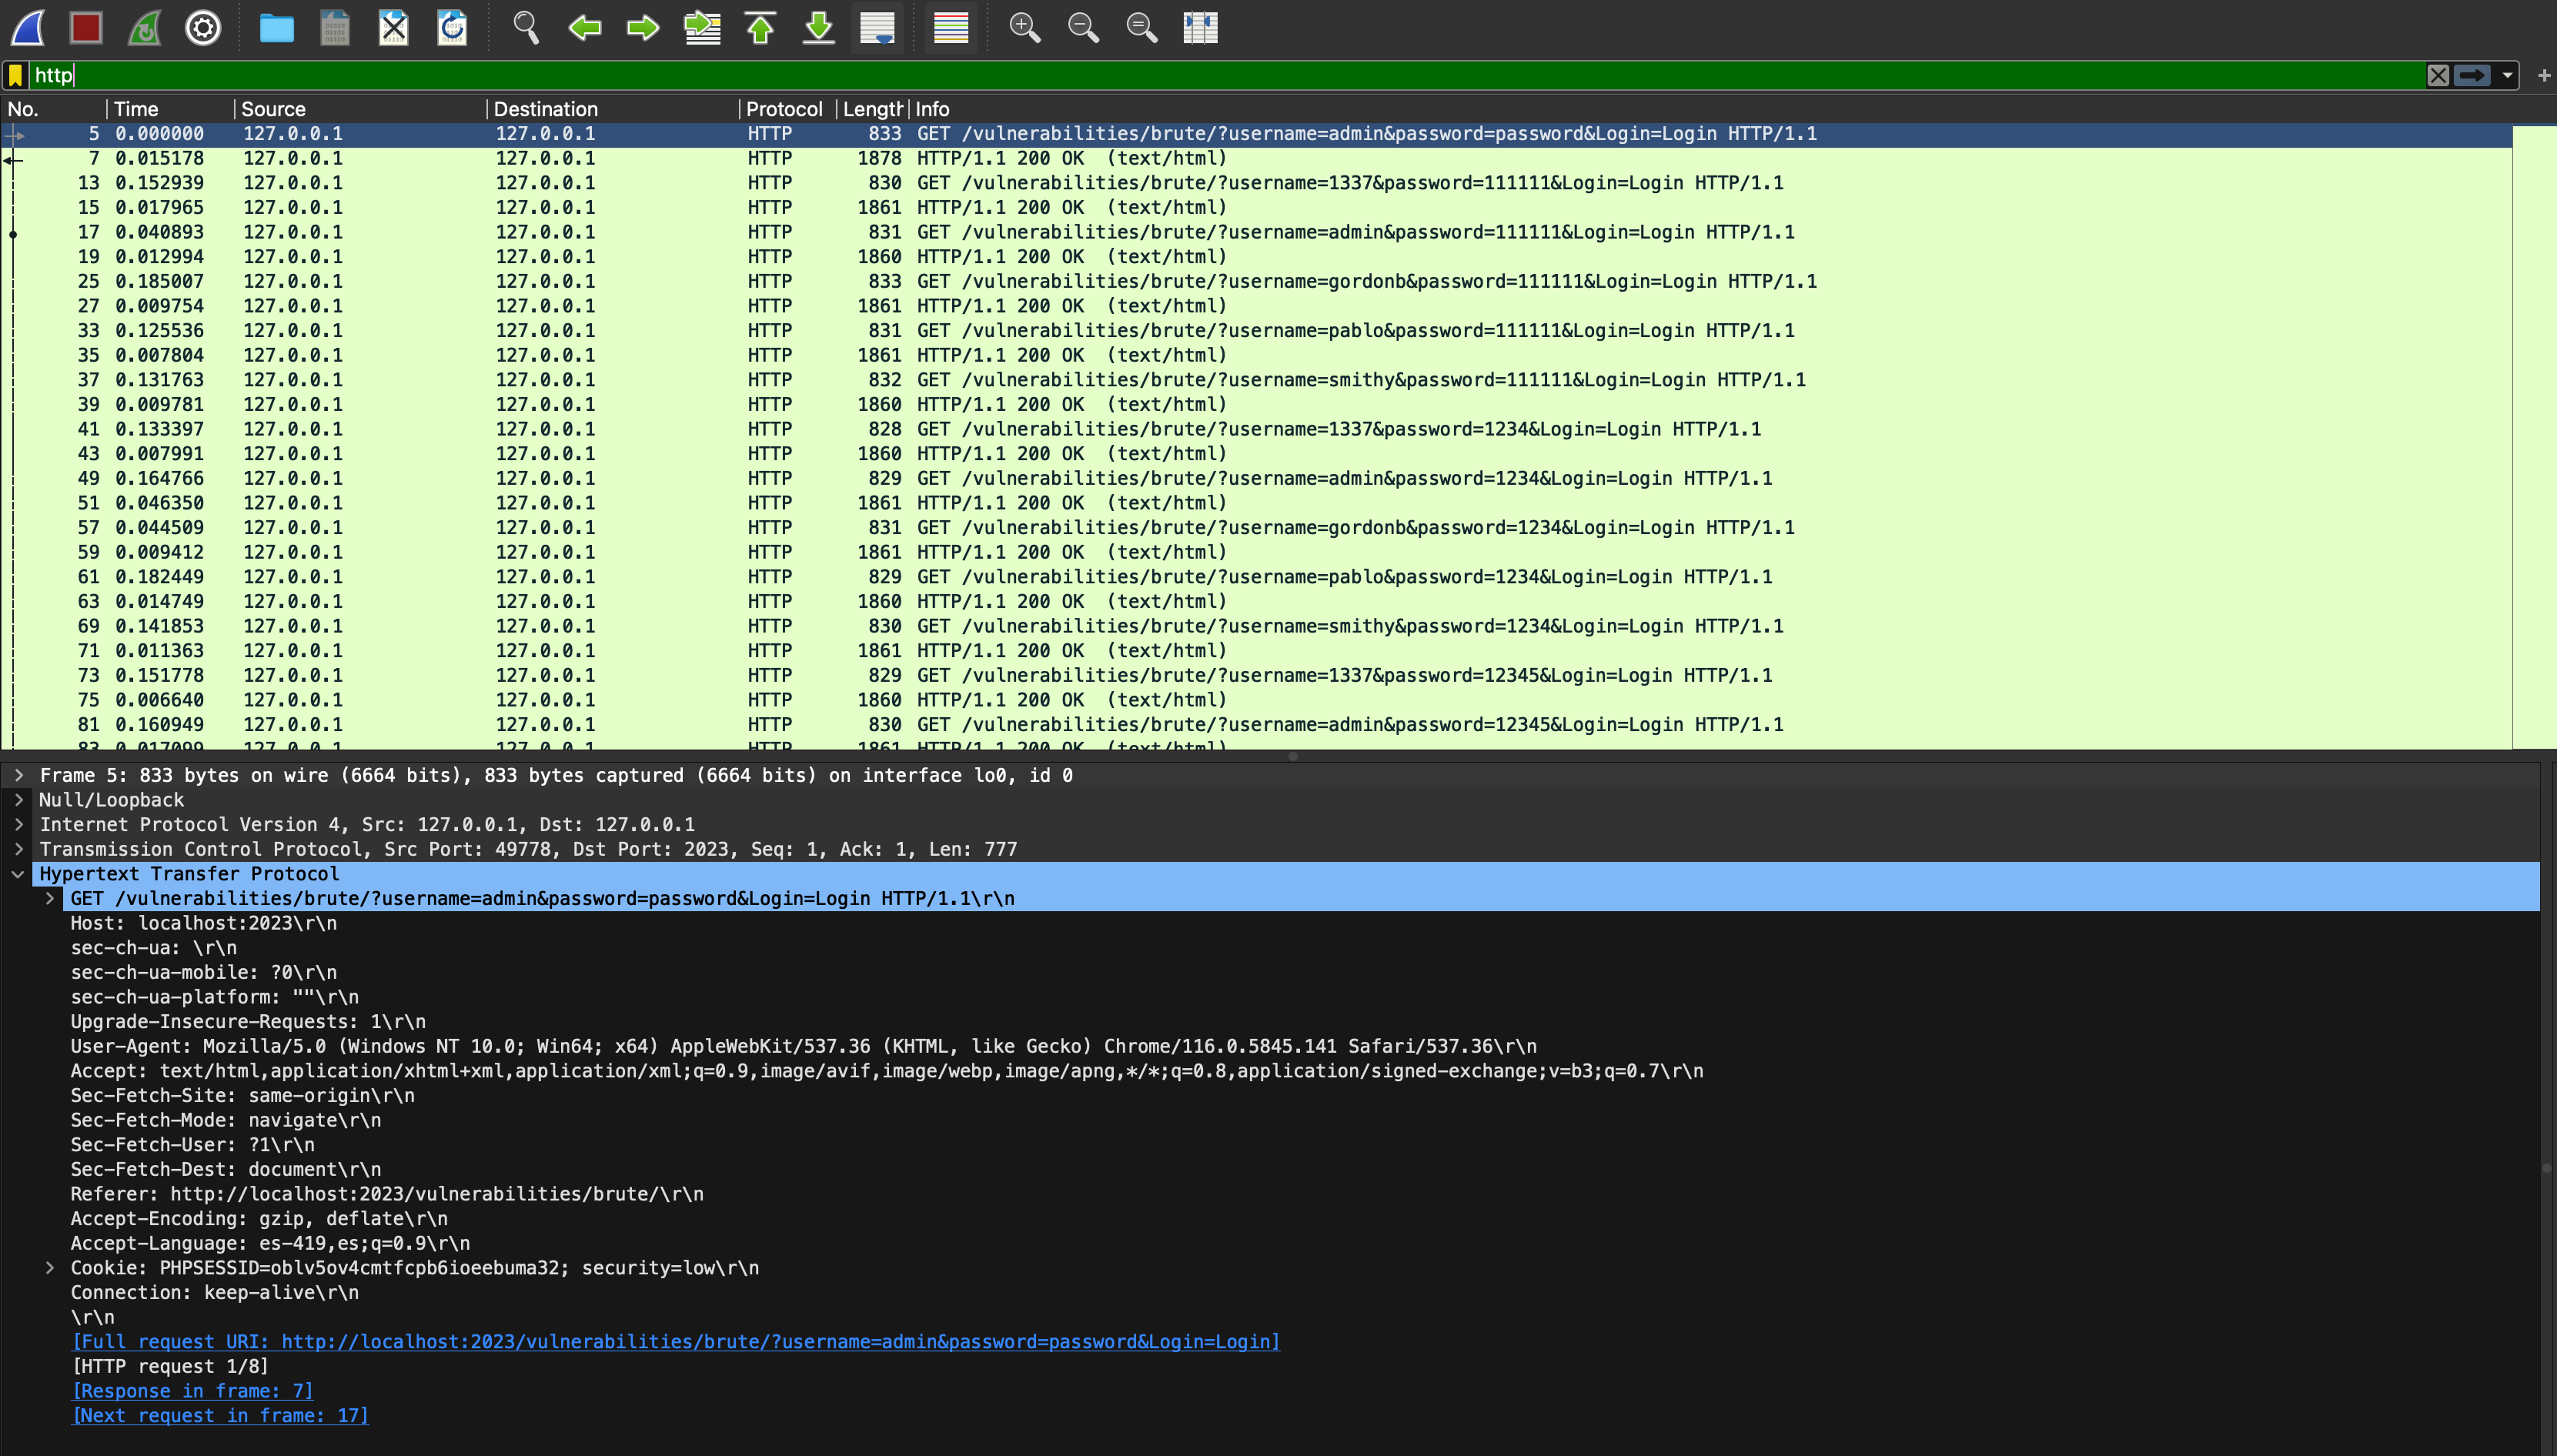 http
No. Time Source Destination Protocol Length Info
5 0.000000 127.0.0.1 127.0.0.1 HTTP 833 GET /vulnerabilities/brute/?username=admin&password=password&Login=Login HTTP/1.1
7 0.015178 127.0.0.1 127.0.0.1 HTTP 1878 HTTP/1.1 200 OK (text/html)
13 0.152939 127.0.0.1 127.0.0.1 HTTP 830 GET /vulnerabilities/brute/?username=1337&password=111111&Login=Login HTTP/1.1
15 0.017965 127.0.0.1 127.0.0.1 HTTP 1861 HTTP/1.1 200 OK (text/html)
17 0.040893 127.0.0.1 127.0.0.1 HTTP 831 GET /vulnerabilities/brute/?username=admin&password=111111&Login=Login HTTP/1.1
19 0.012994 127.0.0.1 127.0.0.1 HTTP 1860 HTTP/1.1 200 OK (text/html)
25 0.185007 127.0.0.1 127.0.0.1 HTTP 833 GET /vulnerabilities/brute/?username=gordonb&password=111111&Login=Login HTTP/1.1
27 0.009754 127.0.0.1 127.0.0.1 HTTP 1861 HTTP/1.1 200 OK (text/html)
33 0.125536 127.0.0.1 127.0.0.1 HTTP 831 GET /vulnerabilities/brute/?username=pablo&password=111111&Login=Login HTTP/1.1
35 0.007804 127.0.0.1 127.0.0.1 HTTP 1861 HTTP/1.1 200 OK (text/html)
37 0.131763 127.0.0.1 127.0.0.1 HTTP 832 GET /vulnerabilities/brute/?username=smithy&password=111111&Login=Login HTTP/1.1
39 0.009781 127.0.0.1 127.0.0.1 HTTP 1860 HTTP/1.1 200 OK (text/html)
41 0.133397 127.0.0.1 127.0.0.1 HTTP 828 GET /vulnerabilities/brute/?username=1337&password=1234&Login=Login HTTP/1.1
43 0.007991 127.0.0.1 127.0.0.1 HTTP 1860 HTTP/1.1 200 OK (text/html)
49 0.164766 127.0.0.1 127.0.0.1 HTTP 829 GET /vulnerabilities/brute/?username=admin&password=1234&Login=Login HTTP/1.1
51 0.046350 127.0.0.1 127.0.0.1 HTTP 1861 HTTP/1.1 200 OK (text/html)
57 0.044509 127.0.0.1 127.0.0.1 HTTP 831 GET /vulnerabilities/brute/?username=gordonb&password=1234&Login=Login HTTP/1.1
59 0.009412 127.0.0.1 127.0.0.1 HTTP 1861 HTTP/1.1 200 OK (text/html)
61 0.182449 127.0.0.1 127.0.0.1 HTTP 829 GET /vulnerabilities/brute/?username=pablo&password=1234&Login=Login HTTP/1.1
63 0.014749 127.0.0.1 127.0.0.1 HTTP 1860 HTTP/1.1 200 OK (text/html)
69 0.141853 127.0.0.1 127.0.0.1 HTTP 830 GET /vulnerabilities/brute/?username=smithy&password=1234&Login=Login HTTP/1.1
71 0.011363 127.0.0.1 127.0.0.1 HTTP 1861 HTTP/1.1 200 OK (text/html)
73 0.151778 127.0.0.1 127.0.0.1 HTTP 829 GET /vulnerabilities/brute/?username=1337&password=12345&Login=Login HTTP/1.1
75 0.006640 127.0.0.1 127.0.0.1 HTTP 1860 HTTP/1.1 200 OK (text/html)
81 0.160949 127.0.0.1 127.0.0.1 HTTP 830 GET /vulnerabilities/brute/?username=admin&password=12345&Login=Login HTTP/1.1
83 0.017099 127.0.0.1 127.0.0.1 HTTP 1861 HTTP/1.1 200 OK (text/html)
Frame 5: 833 bytes on wire (6664 bits), 833 bytes captured (6664 bits) on interface lo0, id 0
Null/Loopback
Internet Protocol Version 4, Src: 127.0.0.1, Dst: 127.0.0.1
Transmission Control Protocol, Src Port: 49778, Dst Port: 2023, Seq: 1, Ack: 1, Len: 777
Hypertext Transfer Protocol
GET /vulnerabilities/brute/?username=admin&password=password&Login=Login HTTP/1.1\r\n
Host: localhost:2023\r\n
sec-ch-ua: \r\n
sec-ch-ua-mobile: ?0\r\n
sec-ch-ua-platform: ""\r\n
Upgrade-Insecure-Requests: 1\r\n
User-Agent: Mozilla/5.0 (Windows NT 10.0; Win64; x64) AppleWebKit/537.36 (KHTML, like Gecko) Chrome/116.0.5845.141 Safari/537.36\r\n
Accept: text/html,application/xhtml+xml,application/xml;q=0.9,image/avif,image/webp,image/apng,*/*;q=0.8,application/signed-exchange;v=b3;q=0.7\r\n
Sec-Fetch-Site: same-origin\r\n
Sec-Fetch-Mode: navigate\r\n
Sec-Fetch-User: ?1\r\n
Sec-Fetch-Dest: document\r\n
Referer: http://localhost:2023/vulnerabilities/brute/\r\n
Accept-Encoding: gzip, deflate\r\n
Accept-Language: es-419,es;q=0.9\r\n
Cookie: PHPSESSID=oblv5ov4cmtfcpb6ioeebuma32; security=low\r\n
Connection: keep-alive\r\n
\r\n
[Full request URI: http://localhost:2023/vulnerabilities/brute/?username=admin&password=password&Login=Login]
[HTTP request 1/8]
[Response in frame: 7]
[Next request in frame: 17]